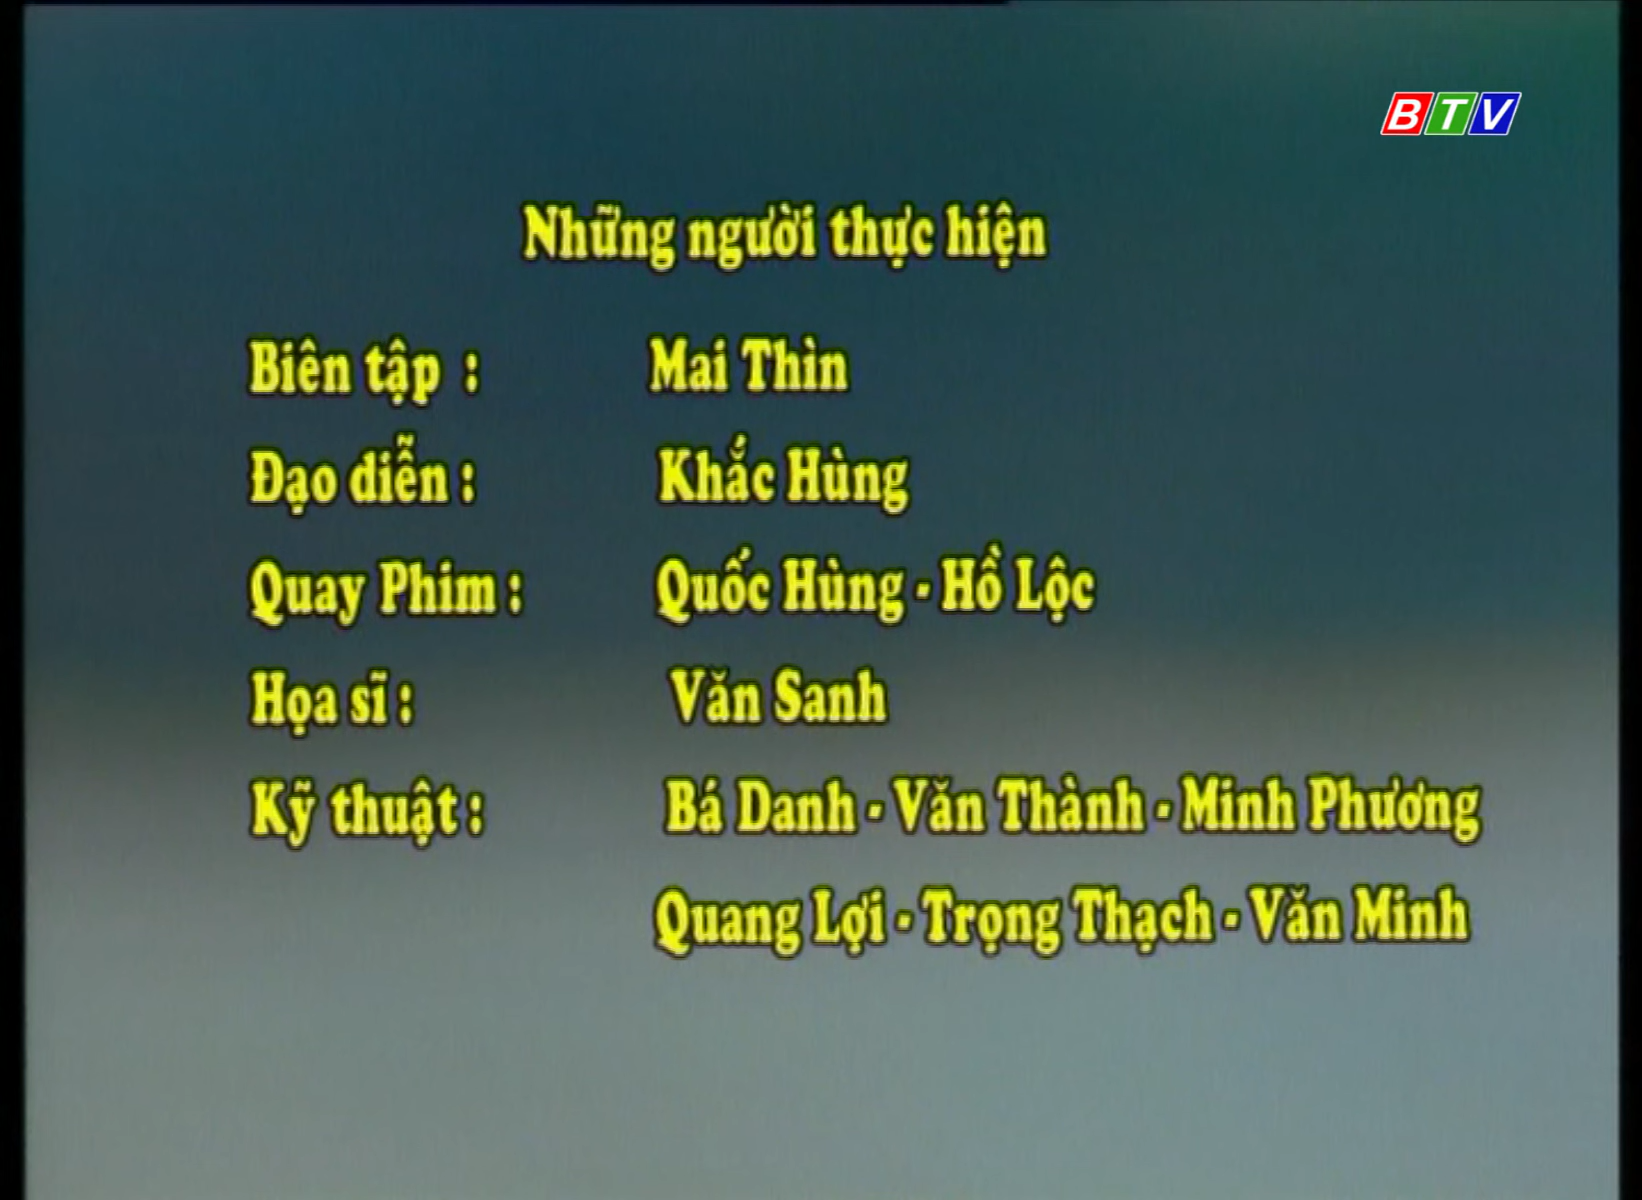 BTV
Những người thực hiện
Biên tập : Mai Thìn
Đạo diễn : Khắc Hùng
Quay Phim : Quốc Hùng - Hồ Lộc
Họa sĩ : Văn Sanh
Kỹ thuật : Bá Danh - Văn Thành - Minh Phương
Quang Lợi - Trọng Thạch - Văn Minh